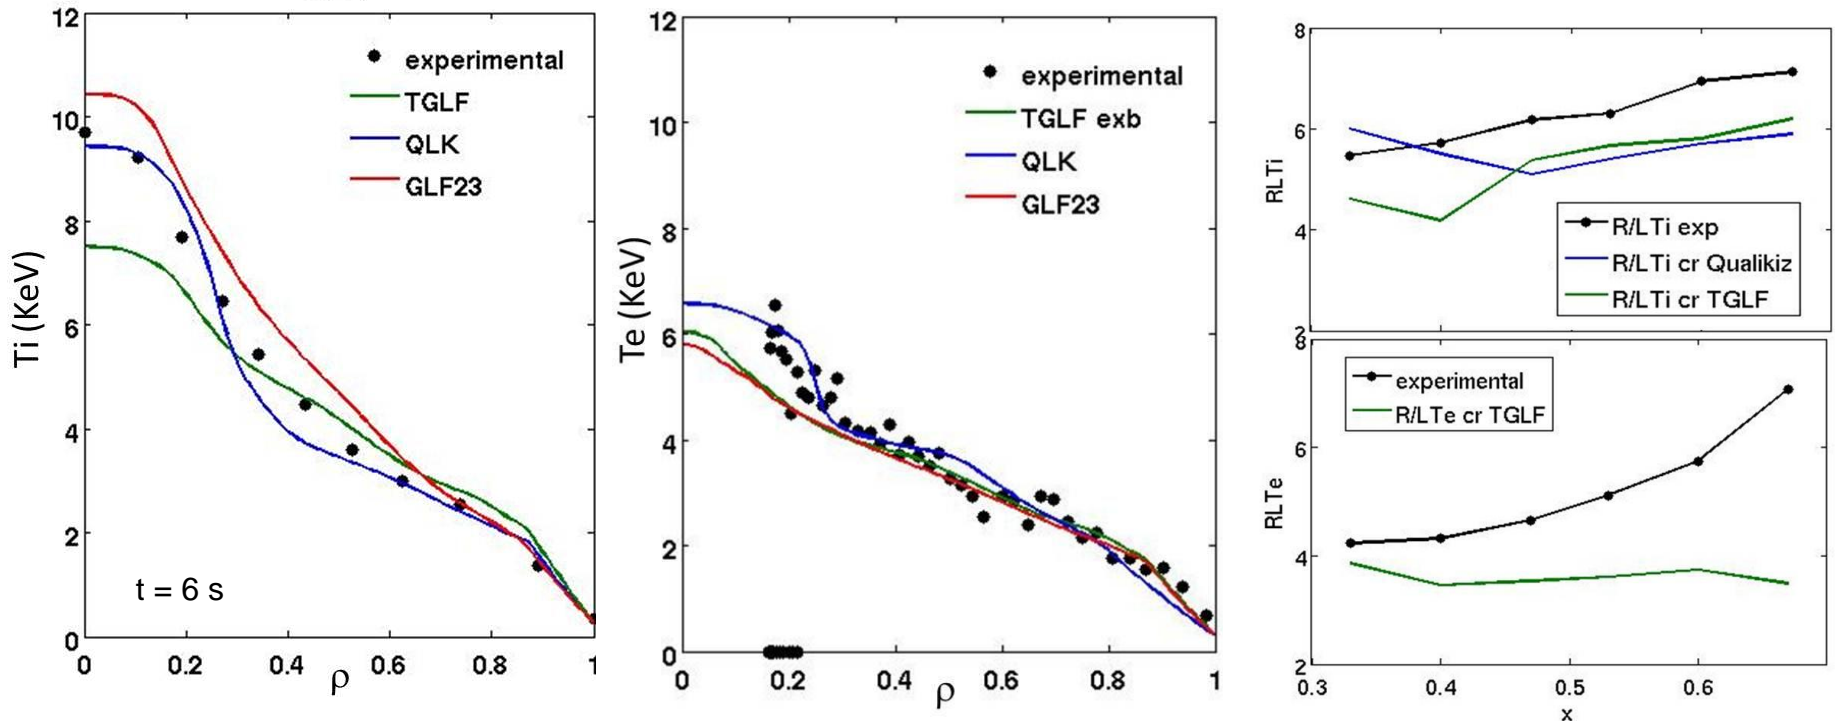 12
10
8
6
4
2
0
Ti (KeV)
experimental
TGLF
QLK
GLF23
t = 6 s
0 0.2 0.4 0.6 0.8 1
ρ
12
10
8
6
4
2
0
Te (KeV)
experimental
TGLF exb
QLK
GLF23
0 0.2 0.4 0.6 0.8 1
ρ
8
6
4
2
RLTi
R/LTi exp
R/LTi cr Qualikiz
R/LTi cr TGLF
8
6
4
2
RLTe
experimental
R/LTe cr TGLF
0.3 0.4 0.5 0.6
x